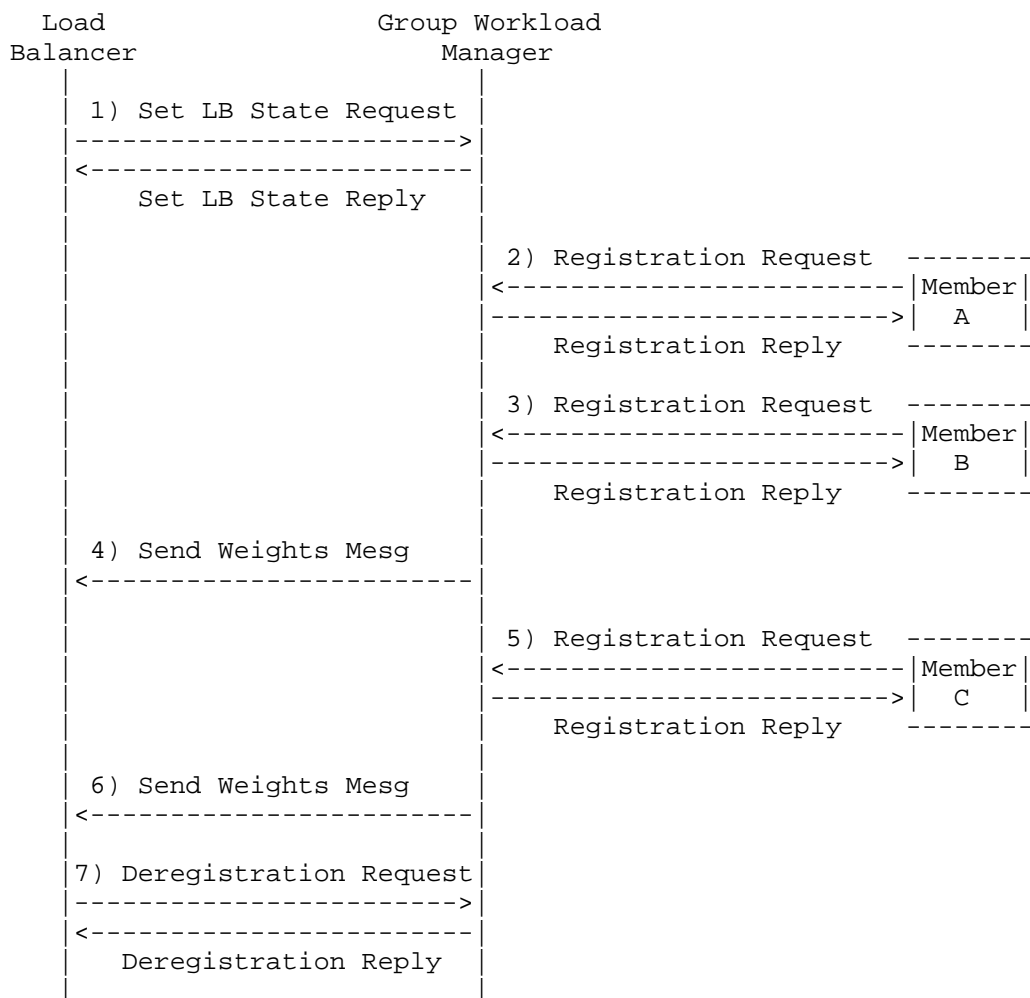 Load Group Workload
Balancer Manager
1) Set LB State Request
Set LB State Reply
2) Registration Request
Member
A
Registration Reply
3) Registration Request
Member
B
Registration Reply
4) Send Weights Mesg
5) Registration Request
Member
C
Registration Reply
6) Send Weights Mesg
7) Deregistration Request
Deregistration Reply